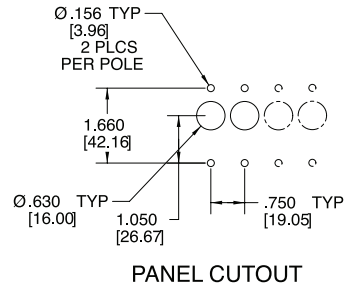 Ø.156 TYP
[3.96]
2 PLCS
PER POLE
1.660
[42.16]
Ø.630 TYP
[16.00]
1.050
[26.67]
.750 TYP
[19.05]
PANEL CUTOUT